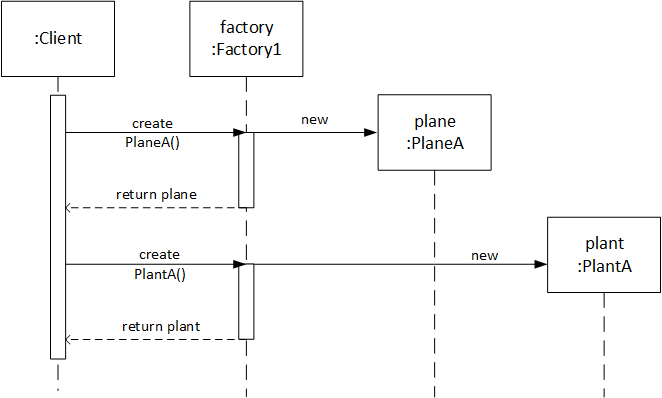 :Client
factory
:Factory1
create
PlaneA()
new
plane
:PlaneA
return plane
create
PlantA()
new
plant
:PlantA
return plant